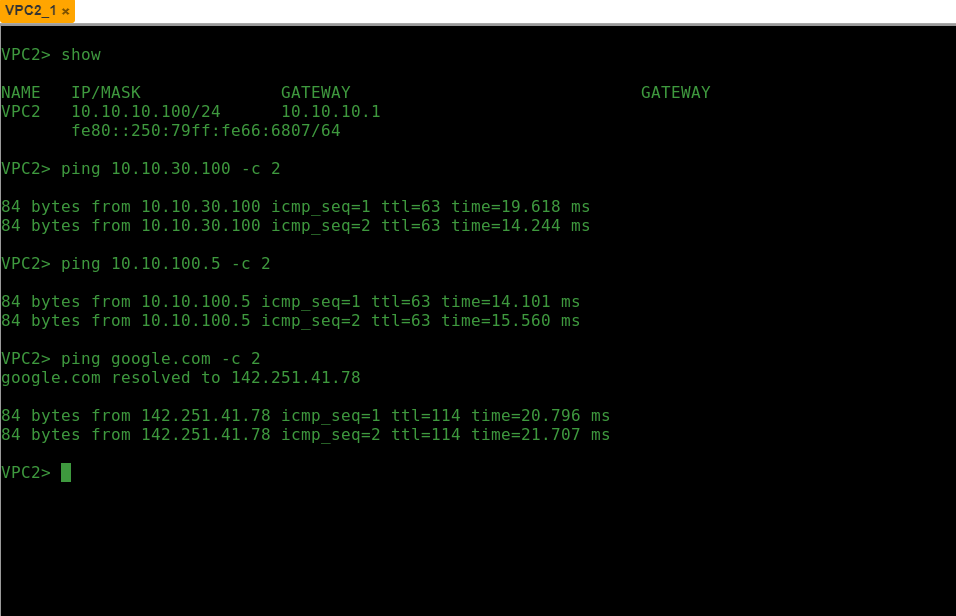 VPC2_1 ×
VPC2> show
NAME   IP/MASK              GATEWAY                             GATEWAY
VPC2   10.10.10.100/24      10.10.10.1
       fe80::250:79ff:fe66:6807/64
VPC2> ping 10.10.30.100 -c 2
84 bytes from 10.10.30.100 icmp_seq=1 ttl=63 time=19.618 ms
84 bytes from 10.10.30.100 icmp_seq=2 ttl=63 time=14.244 ms
VPC2> ping 10.10.100.5 -c 2
84 bytes from 10.10.100.5 icmp_seq=1 ttl=63 time=14.101 ms
84 bytes from 10.10.100.5 icmp_seq=2 ttl=63 time=15.560 ms
VPC2> ping google.com -c 2
google.com resolved to 142.251.41.78
84 bytes from 142.251.41.78 icmp_seq=1 ttl=114 time=20.796 ms
84 bytes from 142.251.41.78 icmp_seq=2 ttl=114 time=21.707 ms
VPC2>